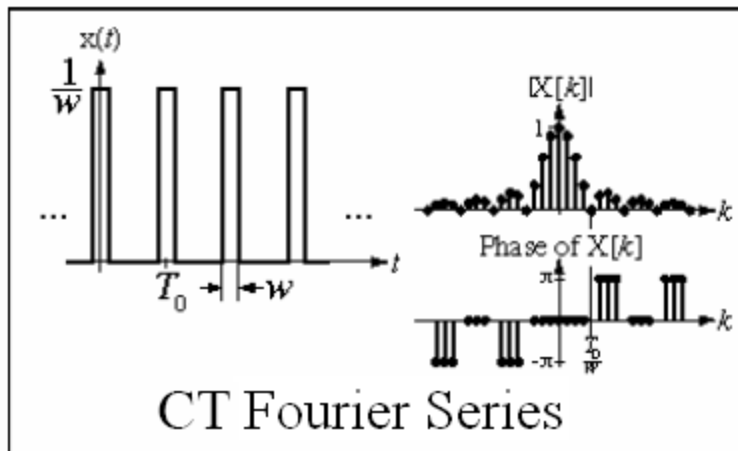 x(t)
1
w
...
...
t
T0
w
|X[k]|
1
k
Phase of X[k]
π
k
-π
T0
w
CT Fourier Series